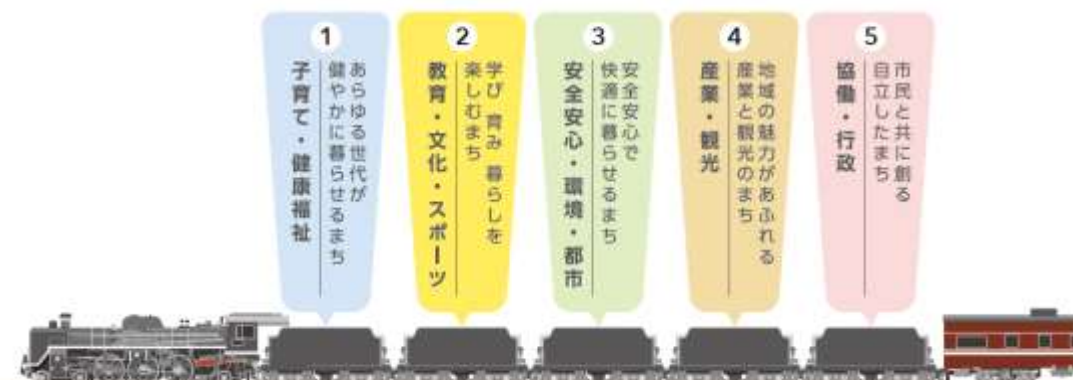 1
あらゆる世代が
健やかに暮らせるまち
子育て・健康福祉
2
学び 育み 暮らしを
楽しむまち
教育・文化・スポーツ
3
安全安心で
快適に暮らせるまち
安全安心・環境・都市
4
地域の魅力があふれる
産業と観光のまち
産業・観光
5
市民と共に創る
自立したまち
協働・行政